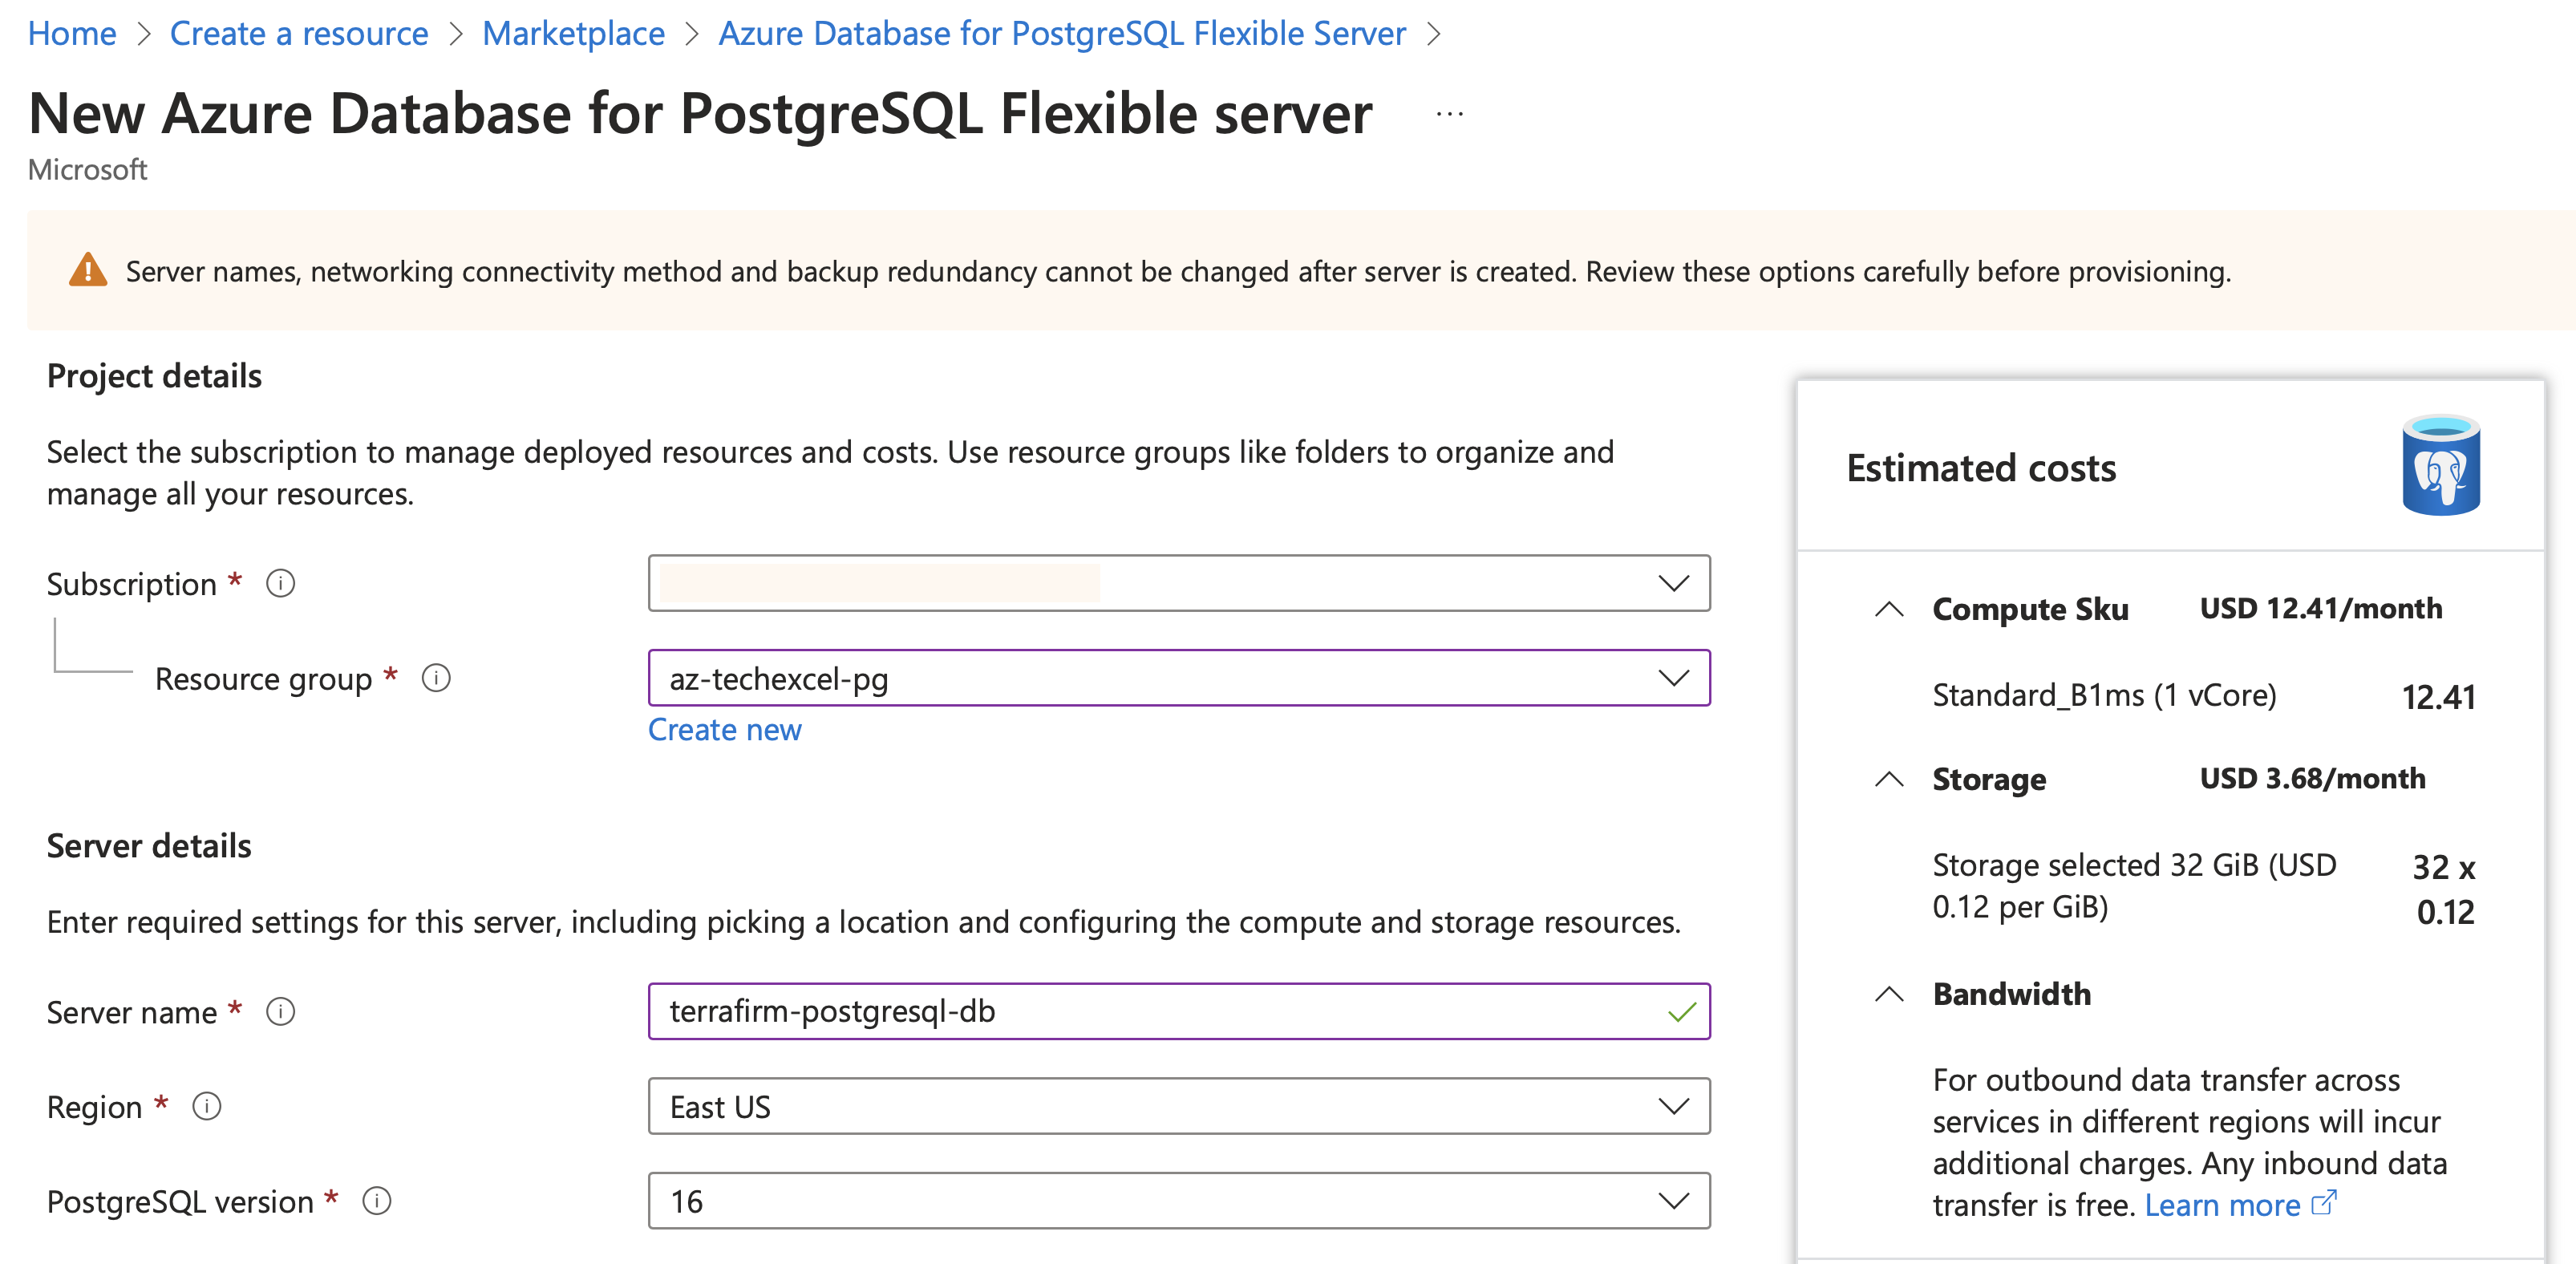 Home > Create a resource > Marketplace > Azure Database for PostgreSQL Flexible Server >
New Azure Database for PostgreSQL Flexible server ...
Microsoft
Server names, networking connectivity method and backup redundancy cannot be changed after server is created. Review these options carefully before provisioning.
Project details
Select the subscription to manage deployed resources and costs. Use resource groups like folders to organize and
manage all your resources.
Subscription *
Resource group *
az-techexcel-pg
Create new
Server details
Enter required settings for this server, including picking a location and configuring the compute and storage resources.
Server name *
terrafirm-postgresql-db
Region *
East US
PostgreSQL version *
16
Estimated costs
Compute Sku USD 12.41/month
Standard_B1ms (1 vCore) 12.41
Storage USD 3.68/month
Storage selected 32 GiB (USD 32 x
0.12 per GiB) 0.12
Bandwidth
For outbound data transfer across
services in different regions will incur
additional charges. Any inbound data
transfer is free. Learn more